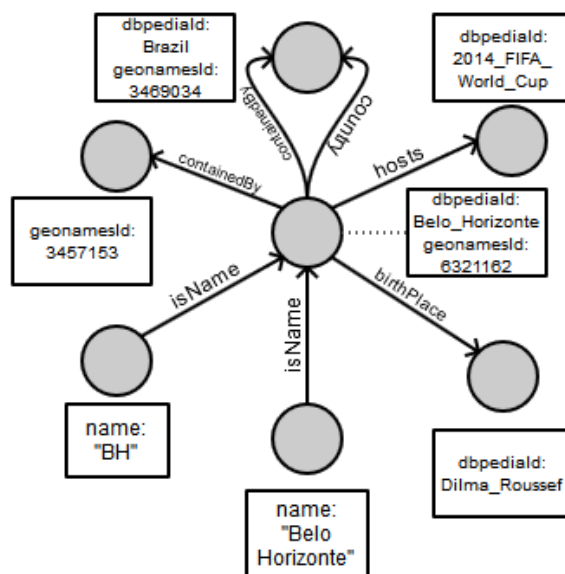 dbpediaId:
Brazil
geonamesId:
3469034
dbpediaId:
2014_FIFA_
World_Cup
containedBy
country
containedBy
hosts
geonamesId:
3457153
dbpediaId:
Belo_Horizonte
geonamesId:
6321162
isName
isName
birthPlace
name:
"BH"
name:
"Belo
Horizonte"
dbpediaId:
Dilma_Roussef